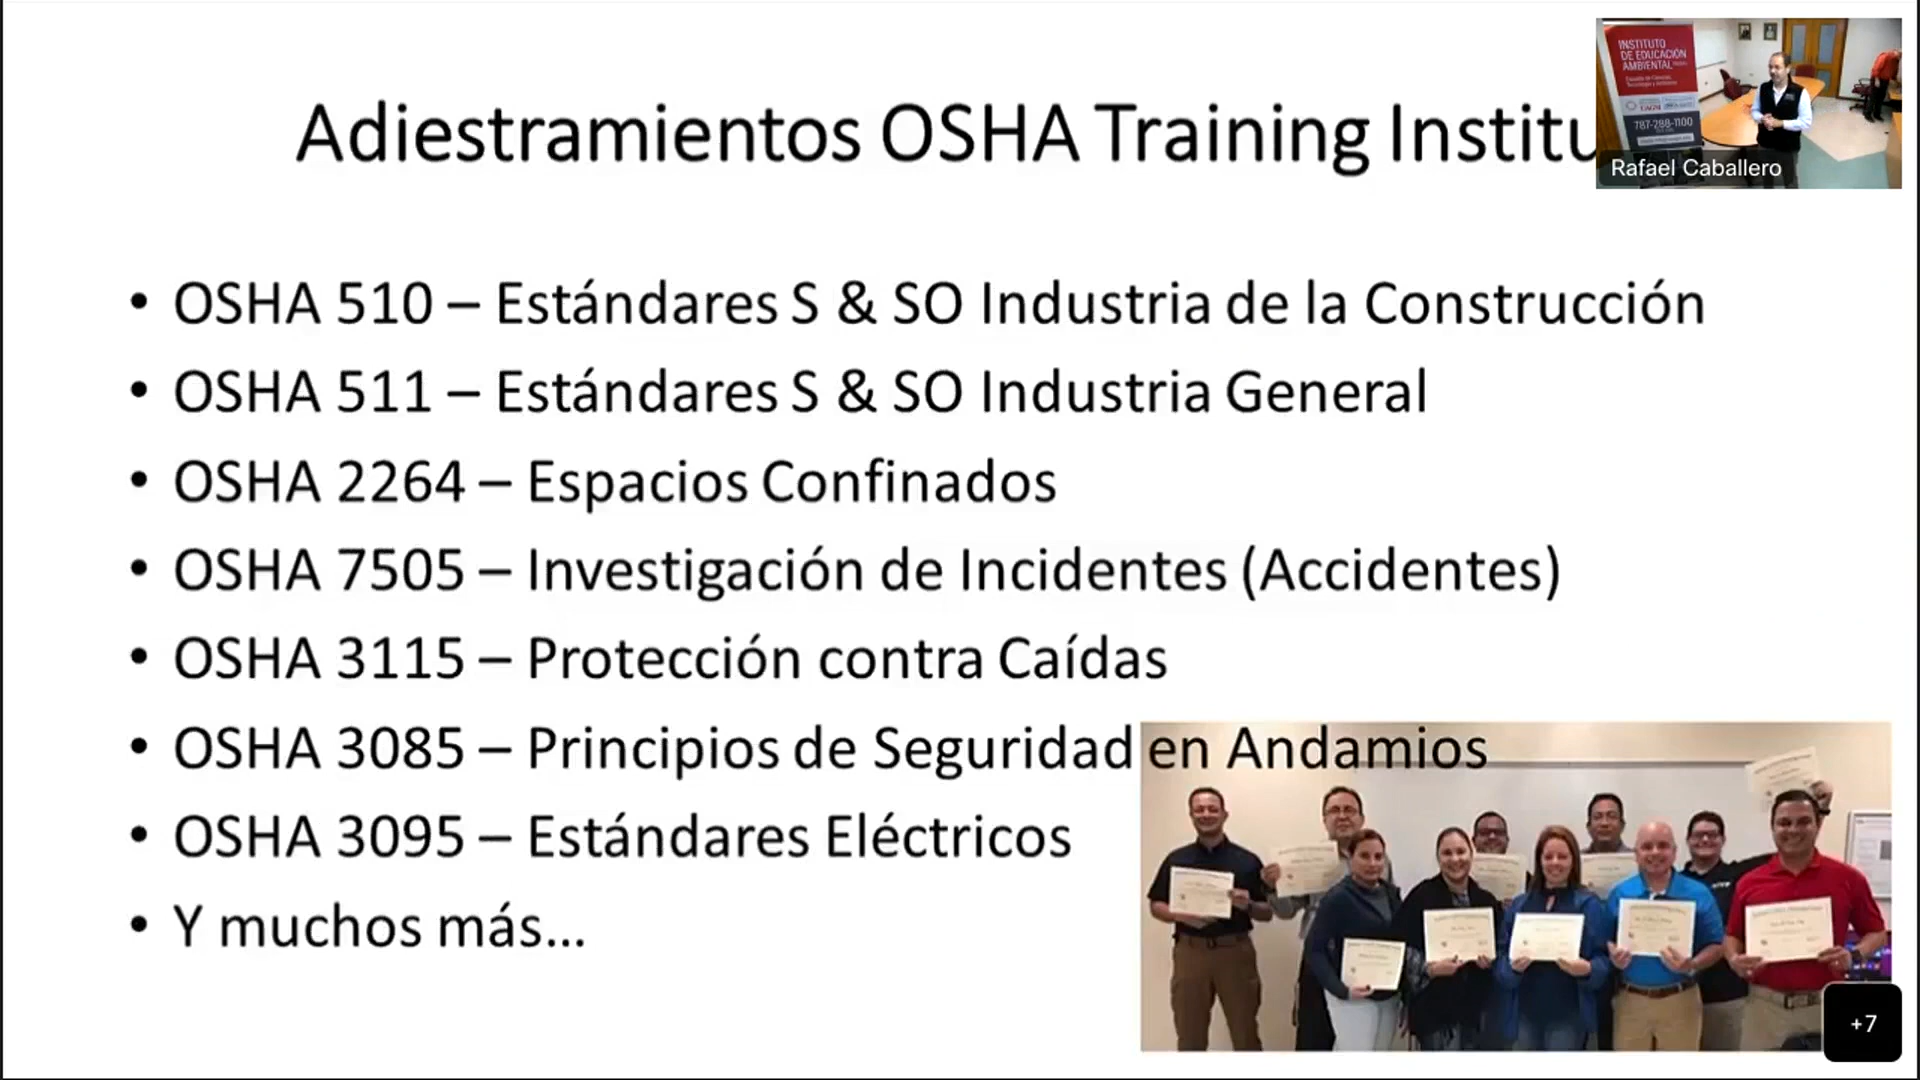 Adiestramientos OSHA Training Institu
INSTITUTO
DE EDUCACIÓN
AMBIENTAL
787-288-1100
Rafael Caballero
• OSHA 510 – Estándares S & SO Industria de la Construcción
• OSHA 511 – Estándares S & SO Industria General
• OSHA 2264 – Espacios Confinados
• OSHA 7505 – Investigación de Incidentes (Accidentes)
• OSHA 3115 – Protección contra Caídas
• OSHA 3085 – Principios de Seguridad en Andamios
• OSHA 3095 – Estándares Eléctricos
• Y muchos más...
+7